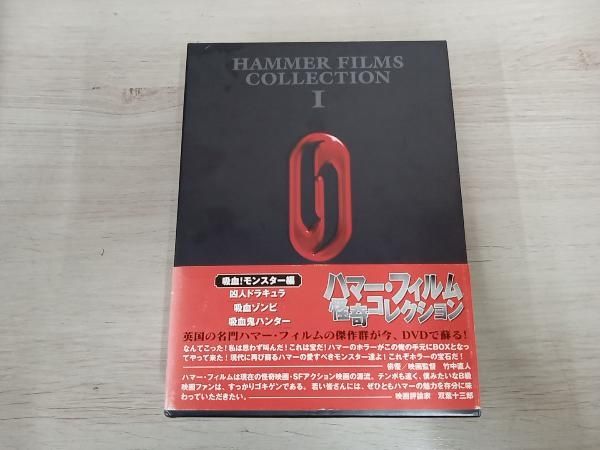 HAMMER FILMS
COLLECTION
I
吸血!モンスター編
凶人ドラキュラ
吸血ゾンビ
吸血鬼ハンター
ハマー・フィルム
怪奇コレクション
英国の名門ハマー・フィルムの傑作群が今、DVDで蘇る!
なんてこった!私は思わず叫んだ!これは宝だ!ハマーのホラーがこの俺の手元にBOXとなっ
てやって来た!現代に再び蘇るハマーの愛すべきモンスター達よ!これぞホラーの宝石だ!
俳優/映画監督 竹中直人
ハマー・フィルムは現在の怪奇映画・SFアクション映画の源流、テンポも速く、僕みたいなB級
映画ファンは、すっかりゴキゲンである。若い皆さんには、ぜひともハマーの魅力を存分に味
わっていただきたい。
映画評論家 双葉十三郎